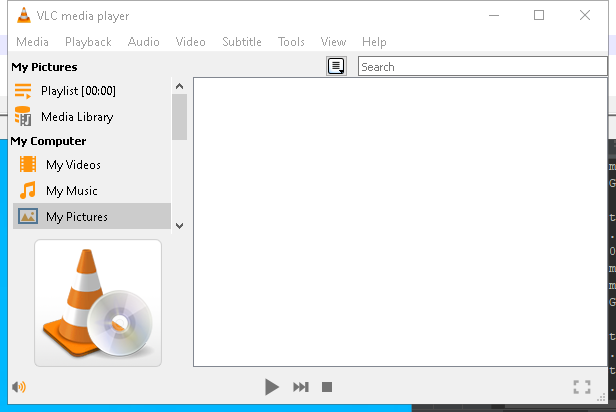 VLC media player
Media Playback Audio Video Subtitle Tools View Help
My Pictures
Search
Playlist [00:00]
Media Library
My Computer
My Videos
My Music
My Pictures